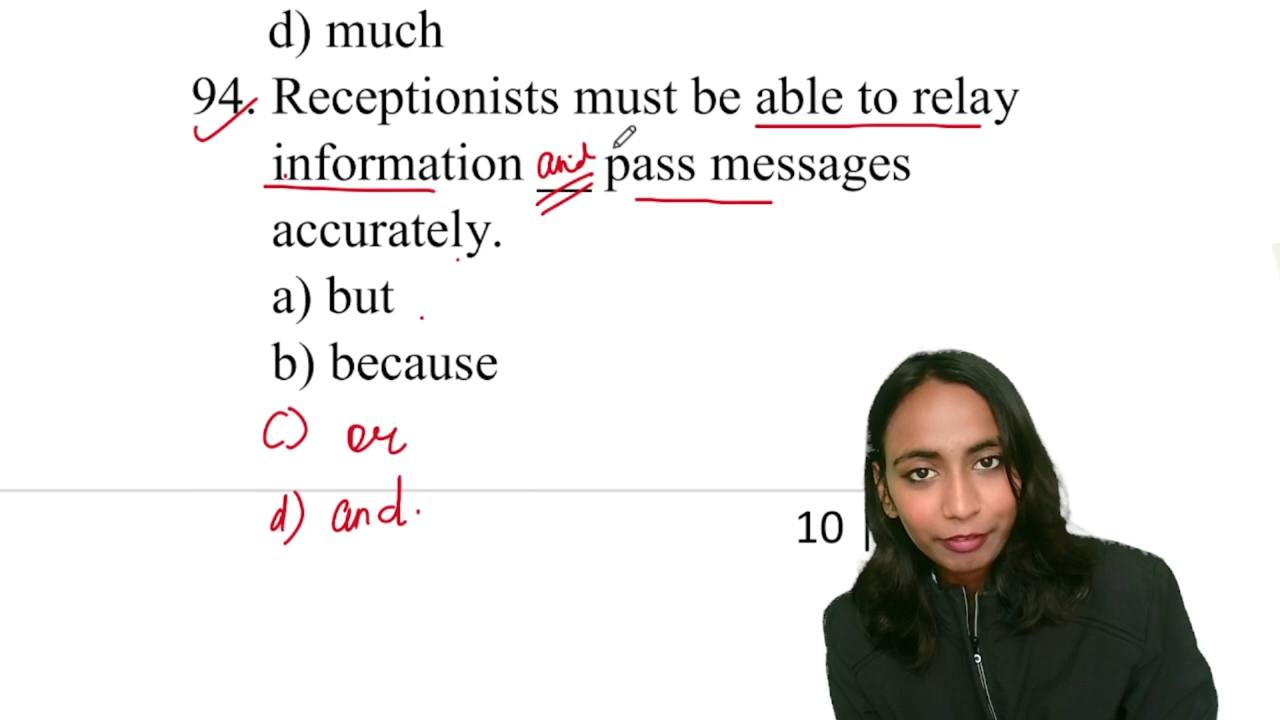 d) much
94. Receptionists must be able to relay
information and pass messages
accurately.
a) but
b) because
c) or
d) and.
10 |